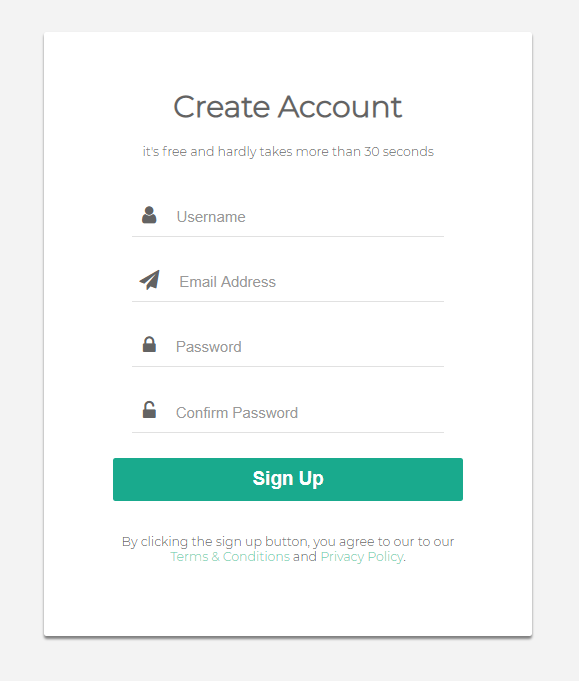 Create Account
it's free and hardly takes more than 30 seconds
Username
Email Address
Password
Confirm Password
Sign Up
By clicking the sign up button, you agree to our to our
Terms & Conditions and Privacy Policy.